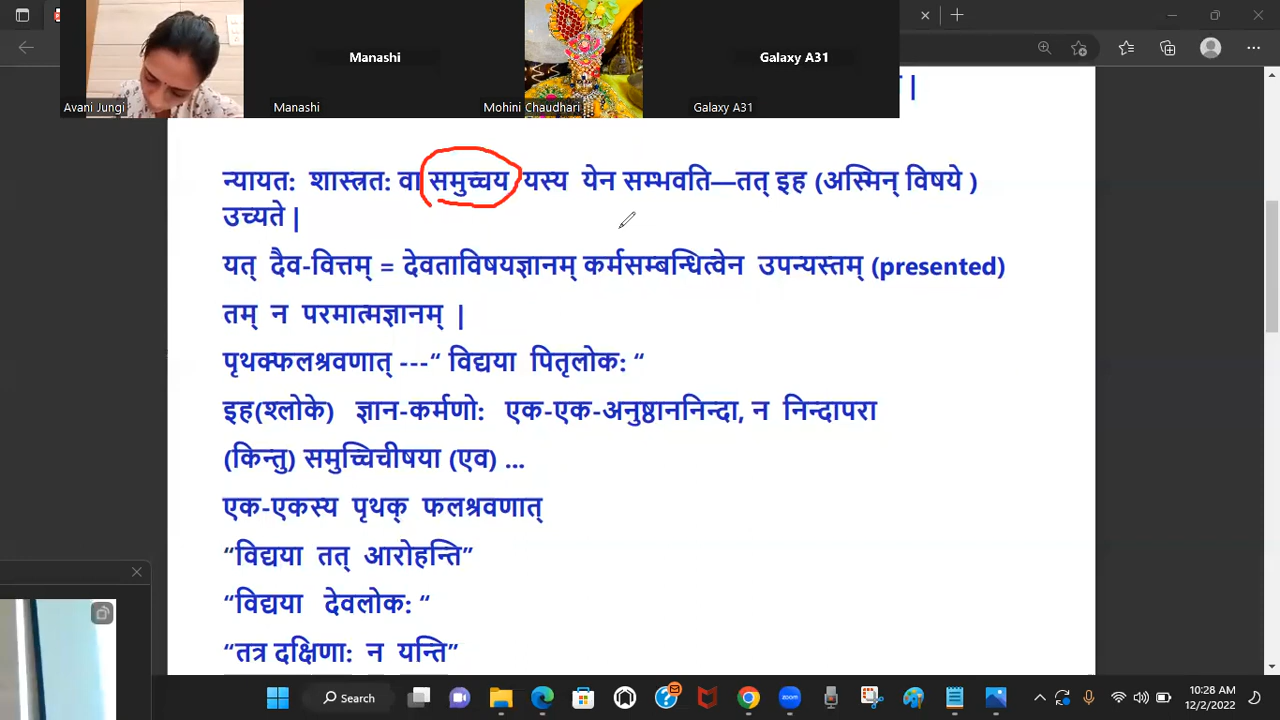 Manashi
Galaxy A31
Avani Jungi
Manashi
Mohini Chaudhari
Galaxy A31
न्यायत: शास्त्रत: वा समुच्चय यस्य येन सम्भवति—तत् इह (अस्मिन् विषये )
उच्यते |
यत् दैव-वित्तम् = देवताविषयज्ञानम् कर्मसम्बन्धित्वेन उपन्यस्तम् (presented)
तम् न परमात्मज्ञानम् |
पृथक्फलश्रवणात् ---“ विद्यया पितृलोक: “
इह(श्लोके) ज्ञान-कर्मणो: एक-एक-अनुष्ठाननिन्दा, न निन्दापरा
(किन्तु) समुच्चिचीषया (एव) ...
एक-एकस्य पृथक् फलश्रवणात्
“विद्यया तत् आरोहन्ति”
“विद्यया देवलोक: “
“तत्र दक्षिणा: न यन्ति”
Search
10:28 AM
12/2/2022